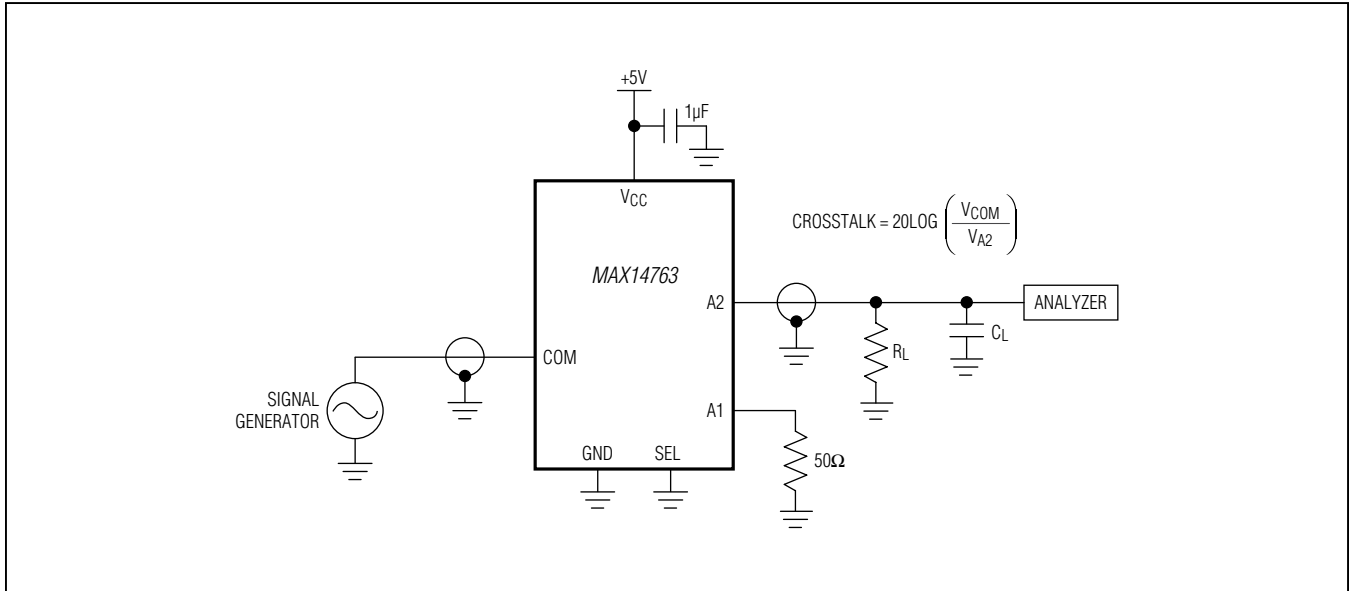 +5V
1µF
VCC
CROSSTALK = 20LOG (VCOM / VA2)
MAX14763
A2
ANALYZER
COM
RL
CL
SIGNAL
GENERATOR
A1
GND
SEL
50Ω